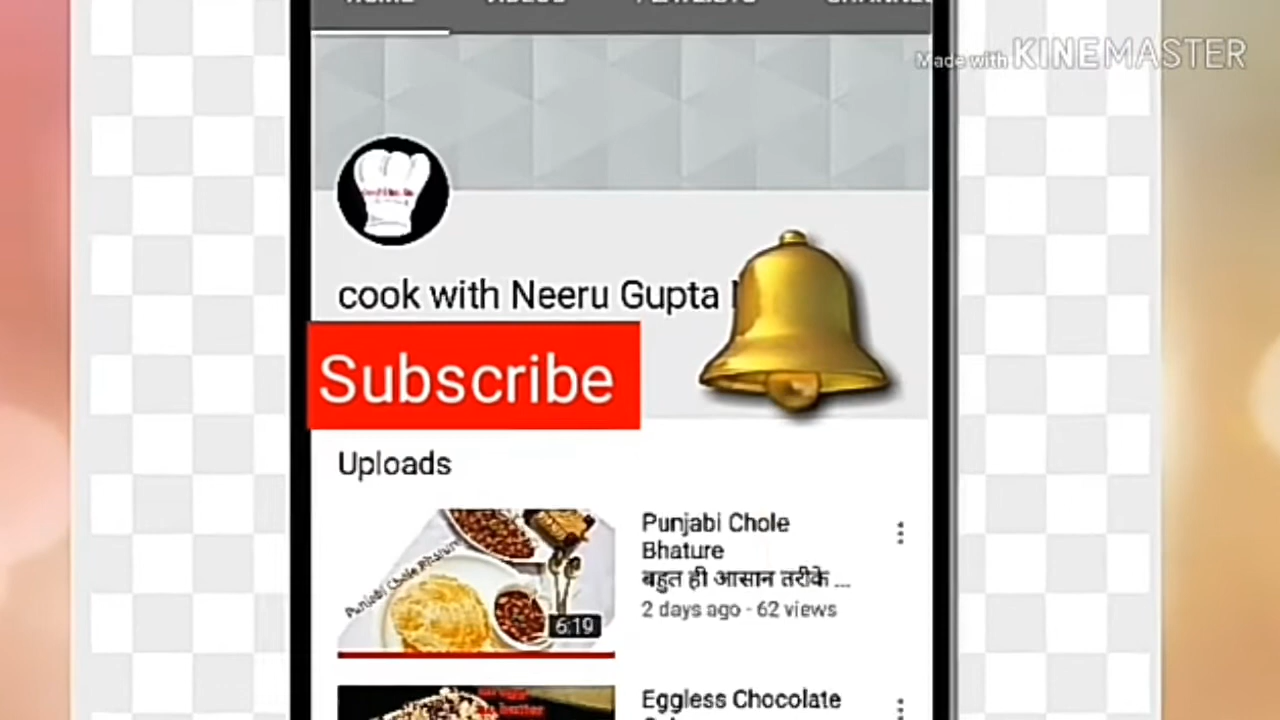 Made with KINEMASTER
cook with Neeru Gupta
Subscribe
Uploads
Punjabi Chole Bhature
6:19
Punjabi Chole
Bhature
बहुत ही आसान तरीके ...
2 days ago - 62 views
Eggless Chocolate
butter